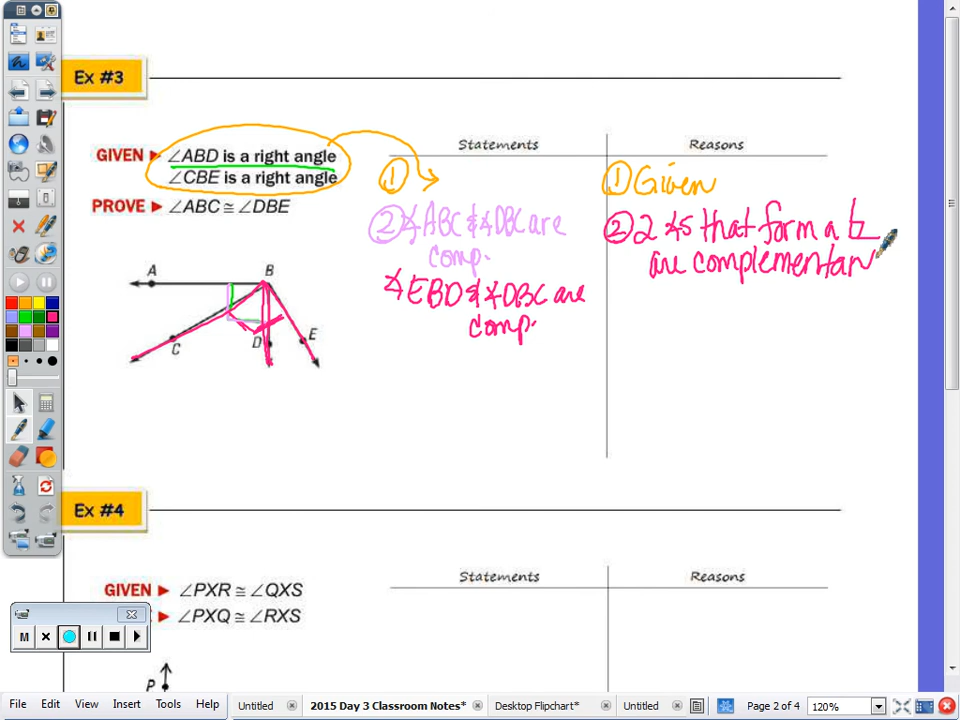 Ex #3
GIVEN ▶ ∠ABD is a right angle
∠CBE is a right angle
PROVE ▶ ∠ABC ≅ ∠DBE
Statements Reasons
① ① Given
② ∡ABC & ∡DBC are comp.
∡EBD & ∡DBC are comp.
② 2 ∡s that form a ∟
are complementar
A B
C D E
Ex #4
GIVEN ▶ ∠PXR ≅ ∠QXS
▶ ∠PXQ ≅ ∠RXS
Statements Reasons
P
M
File Edit View Insert Tools Help
Untitled
2015 Day 3 Classroom Notes*
Desktop Flipchart*
Untitled
Page 2 of 4
120%